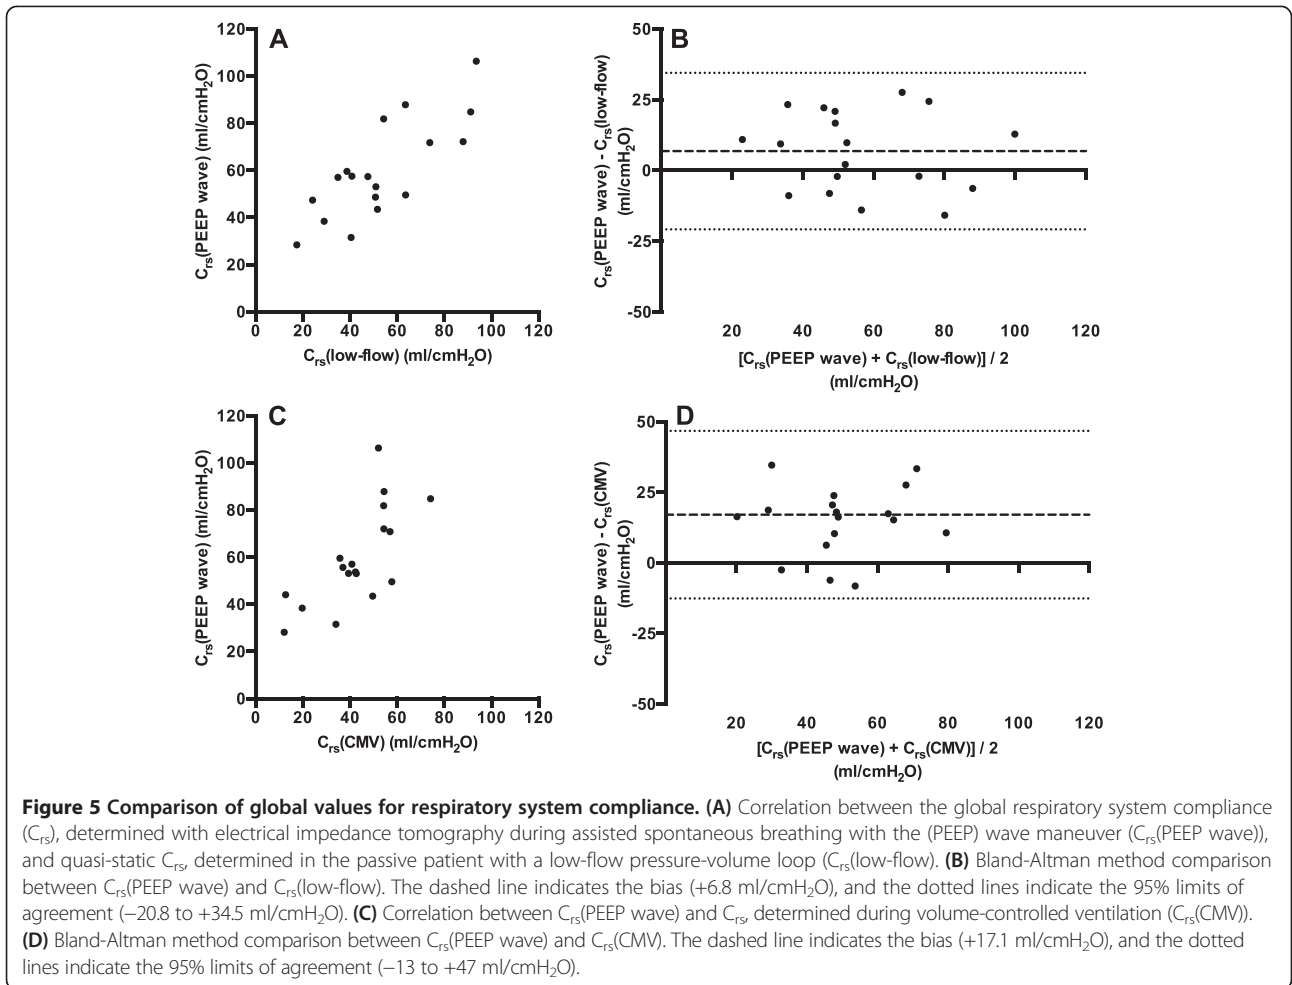 A
120
100
80
60
40
20
0
0 20 40 60 80 100 120
Crs(PEEP wave) (ml/cmH2O)
Crs(low-flow) (ml/cmH2O)
B
50
25
0
-25
-50
20 40 60 80 100 120
Crs(PEEP wave) - Crs(low-flow)
(ml/cmH2O)
[Crs(PEEP wave) + Crs(low-flow)] / 2
(ml/cmH2O)
C
120
100
80
60
40
20
0
0 20 40 60 80 100 120
Crs(PEEP wave) (ml/cmH2O)
Crs(CMV) (ml/cmH2O)
D
50
25
0
-25
-50
20 40 60 80 100 120
Crs(PEEP wave) - Crs(CMV)
(ml/cmH2O)
[Crs(PEEP wave) + Crs(CMV)] / 2
(ml/cmH2O)
Figure 5 Comparison of global values for respiratory system compliance. (A) Correlation between the global respiratory system compliance
(Crs), determined with electrical impedance tomography during assisted spontaneous breathing with the (PEEP) wave maneuver (Crs(PEEP wave)),
and quasi-static Crs, determined in the passive patient with a low-flow pressure-volume loop (Crs(low-flow). (B) Bland-Altman method comparison
between Crs(PEEP wave) and Crs(low-flow). The dashed line indicates the bias (+6.8 ml/cmH2O), and the dotted lines indicate the 95% limits of
agreement (−20.8 to +34.5 ml/cmH2O). (C) Correlation between Crs(PEEP wave) and Crs, determined during volume-controlled ventilation (Crs(CMV)).
(D) Bland-Altman method comparison between Crs(PEEP wave) and Crs(CMV). The dashed line indicates the bias (+17.1 ml/cmH2O), and the dotted
lines indicate the 95% limits of agreement (−13 to +47 ml/cmH2O).